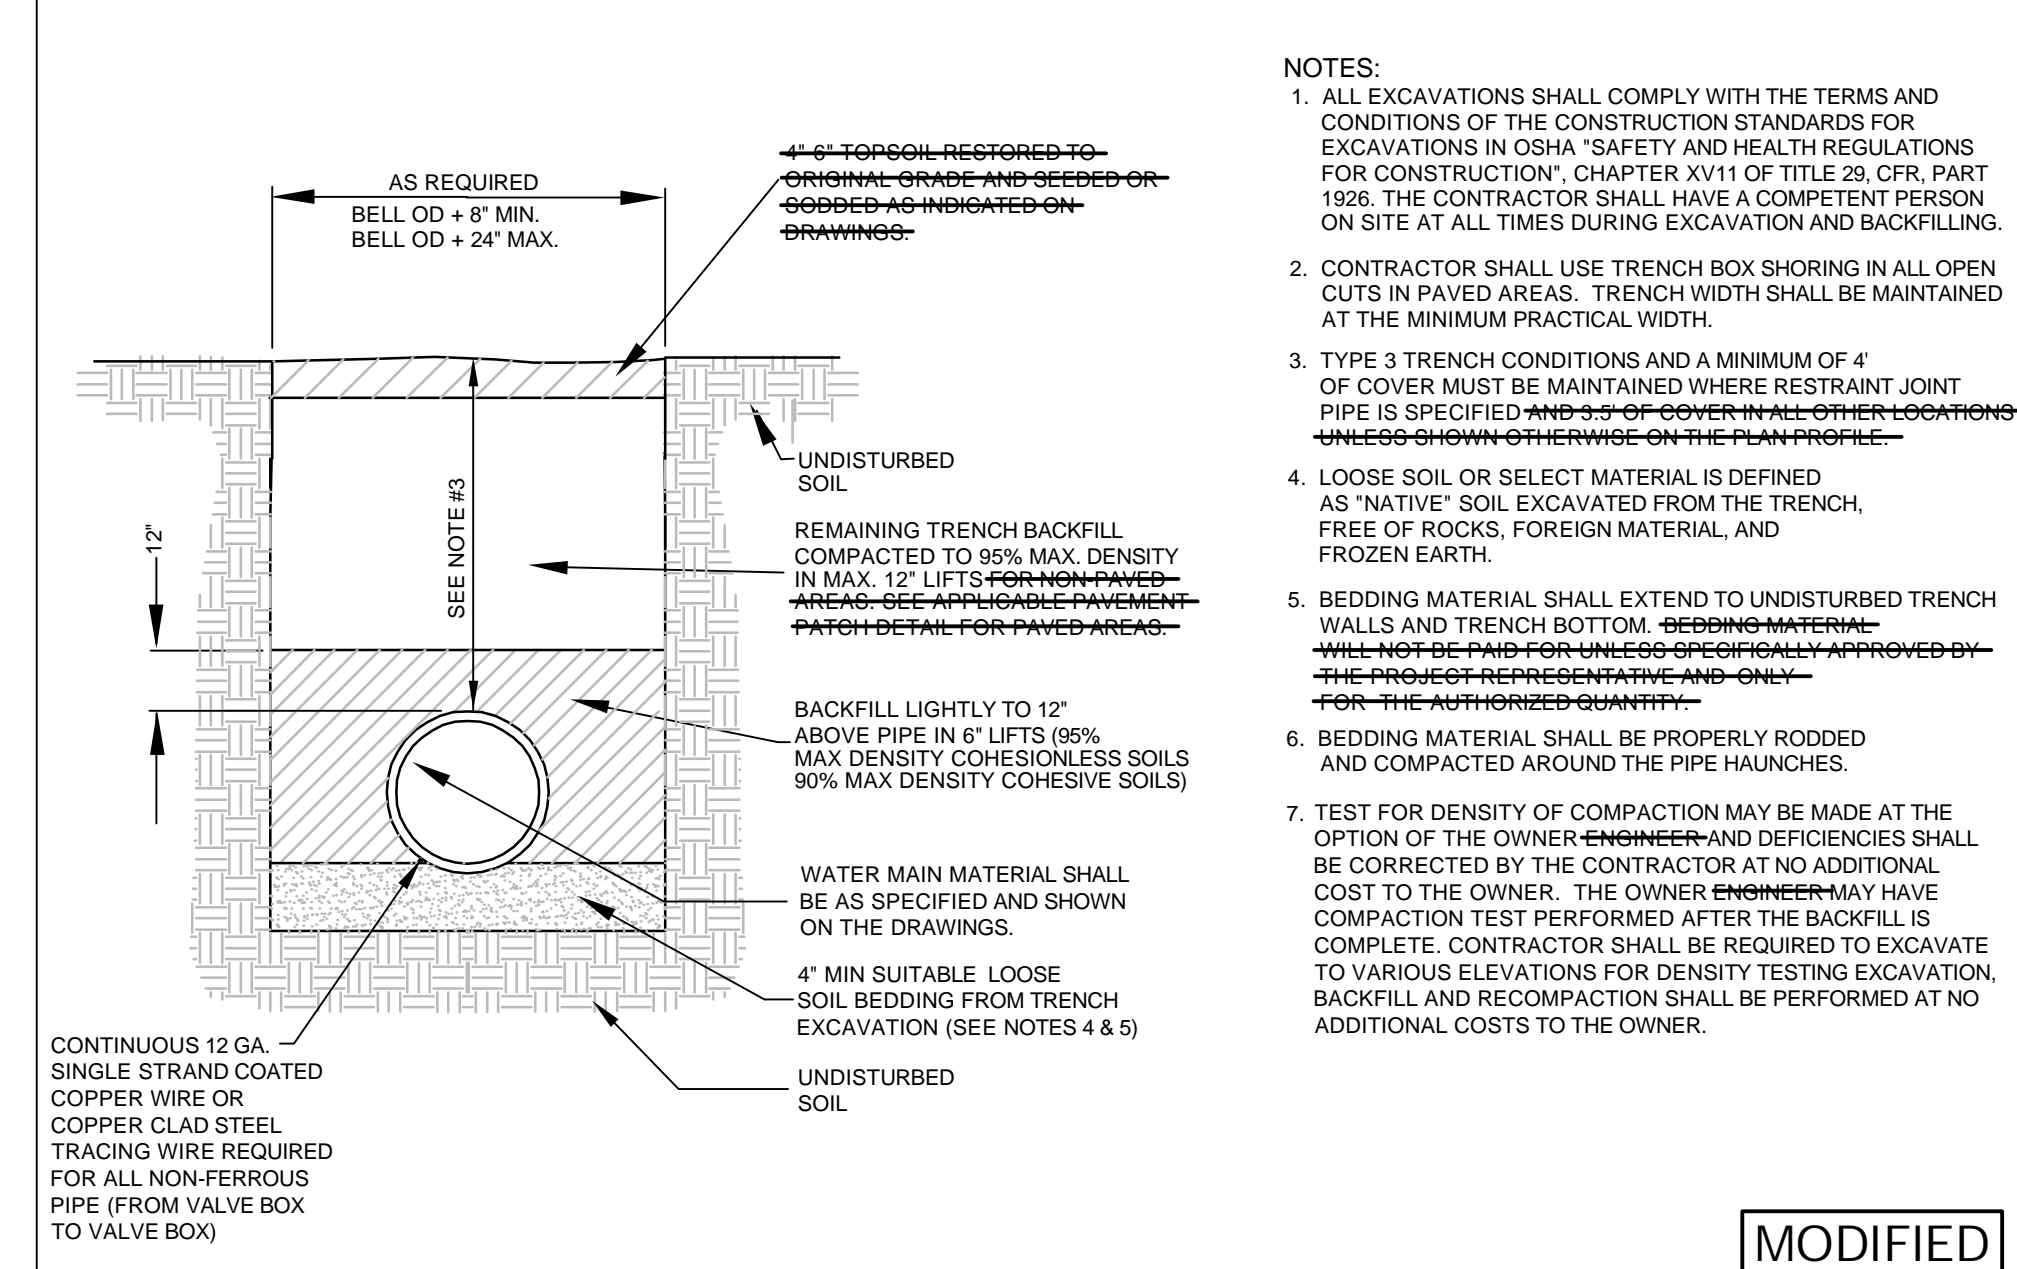 AS REQUIRED
BELL OD + 8" MIN.
BELL OD + 24" MAX.
4"-6" TOPSOIL RESTORED TO
ORIGINAL GRADE AND SEEDED OR
SODDED AS INDICATED ON
DRAWINGS.
UNDISTURBED
SOIL
12"
SEE NOTE #3
REMAINING TRENCH BACKFILL
COMPACTED TO 95% MAX. DENSITY
IN MAX. 12" LIFTS FOR NON-PAVED
AREAS. SEE APPLICABLE PAVEMENT
PATCH DETAIL FOR PAVED AREAS.
BACKFILL LIGHTLY TO 12"
ABOVE PIPE IN 6" LIFTS (95%
MAX DENSITY COHESIONLESS SOILS
90% MAX DENSITY COHESIVE SOILS)
WATER MAIN MATERIAL SHALL
BE AS SPECIFIED AND SHOWN
ON THE DRAWINGS.
4" MIN SUITABLE LOOSE
SOIL BEDDING FROM TRENCH
EXCAVATION (SEE NOTES 4 & 5)
UNDISTURBED
SOIL
CONTINUOUS 12 GA.
SINGLE STRAND COATED
COPPER WIRE OR
COPPER CLAD STEEL
TRACING WIRE REQUIRED
FOR ALL NON-FERROUS
PIPE (FROM VALVE BOX
TO VALVE BOX)
NOTES:
1. ALL EXCAVATIONS SHALL COMPLY WITH THE TERMS AND
CONDITIONS OF THE CONSTRUCTION STANDARDS FOR
EXCAVATIONS IN OSHA "SAFETY AND HEALTH REGULATIONS
FOR CONSTRUCTION", CHAPTER XV11 OF TITLE 29, CFR, PART
1926. THE CONTRACTOR SHALL HAVE A COMPETENT PERSON
ON SITE AT ALL TIMES DURING EXCAVATION AND BACKFILLING.
2. CONTRACTOR SHALL USE TRENCH BOX SHORING IN ALL OPEN
CUTS IN PAVED AREAS. TRENCH WIDTH SHALL BE MAINTAINED
AT THE MINIMUM PRACTICAL WIDTH.
3. TYPE 3 TRENCH CONDITIONS AND A MINIMUM OF 4'
OF COVER MUST BE MAINTAINED WHERE RESTRAINT JOINT
PIPE IS SPECIFIED AND 3.5' OF COVER IN ALL OTHER LOCATIONS
UNLESS SHOWN OTHERWISE ON THE PLAN PROFILE.
4. LOOSE SOIL OR SELECT MATERIAL IS DEFINED
AS "NATIVE" SOIL EXCAVATED FROM THE TRENCH,
FREE OF ROCKS, FOREIGN MATERIAL, AND
FROZEN EARTH.
5. BEDDING MATERIAL SHALL EXTEND TO UNDISTURBED TRENCH
WALLS AND TRENCH BOTTOM. BEDDING MATERIAL
WILL NOT BE PAID FOR UNLESS SPECIFICALLY APPROVED BY
THE PROJECT REPRESENTATIVE AND ONLY
FOR THE AUTHORIZED QUANTITY.
6. BEDDING MATERIAL SHALL BE PROPERLY RODDED
AND COMPACTED AROUND THE PIPE HAUNCHES.
7. TEST FOR DENSITY OF COMPACTION MAY BE MADE AT THE
OPTION OF THE OWNER ENGINEER AND DEFICIENCIES SHALL
BE CORRECTED BY THE CONTRACTOR AT NO ADDITIONAL
COST TO THE OWNER. THE OWNER ENGINEER MAY HAVE
COMPACTION TEST PERFORMED AFTER THE BACKFILL IS
COMPLETE. CONTRACTOR SHALL BE REQUIRED TO EXCAVATE
TO VARIOUS ELEVATIONS FOR DENSITY TESTING EXCAVATION,
BACKFILL AND RECOMPACTION SHALL BE PERFORMED AT NO
ADDITIONAL COSTS TO THE OWNER.
MODIFIED